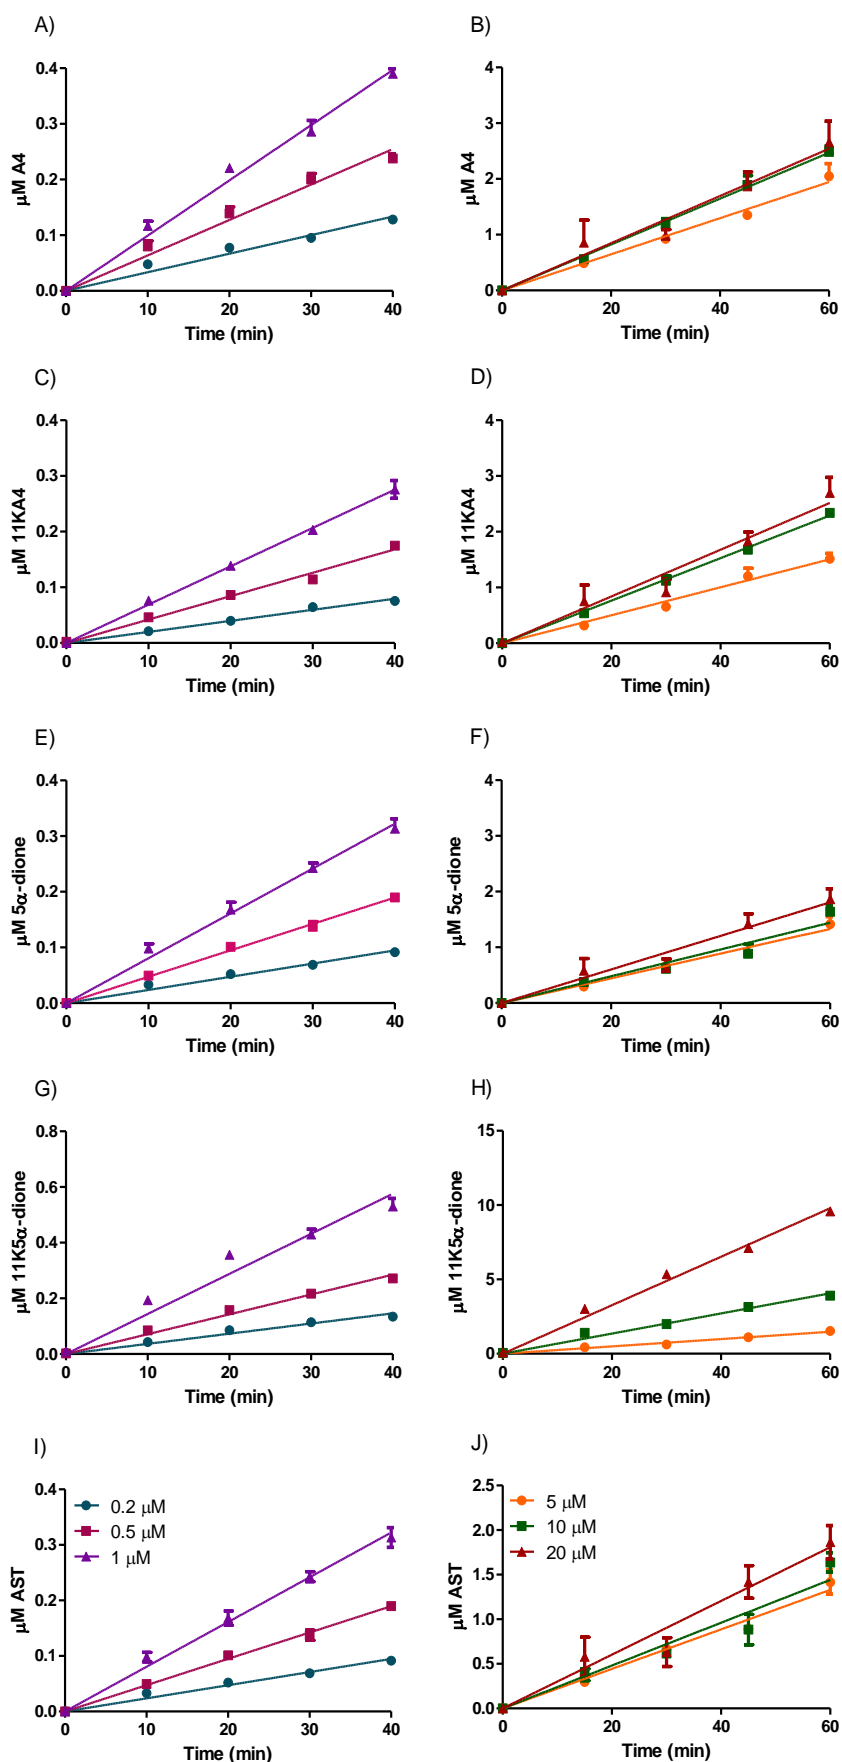 A)
0.4
0.3
0.2
0.1
0.0
μM A4
0 10 20 30 40
Time (min)
B)
4
3
2
1
0
μM A4
0 20 40 60
Time (min)
C)
0.4
0.3
0.2
0.1
0.0
μM 11KA4
0 10 20 30 40
Time (min)
D)
4
3
2
1
0
μM 11KA4
0 20 40 60
Time (min)
E)
0.4
0.3
0.2
0.1
0.0
μM 5α-dione
0 10 20 30 40
Time (min)
F)
4
3
2
1
0
μM 5α-dione
0 20 40 60
Time (min)
G)
0.8
0.6
0.4
0.2
0.0
μM 11K5α-dione
0 10 20 30 40
Time (min)
H)
15
10
5
0
μM 11K5α-dione
0 20 40 60
Time (min)
I)
0.4
0.3
0.2
0.1
0.0
μM AST
0.2 μM
0.5 μM
1 μM
0 10 20 30 40
Time (min)
J)
2.5
2.0
1.5
1.0
0.5
0.0
μM AST
5 μM
10 μM
20 μM
0 20 40 60
Time (min)